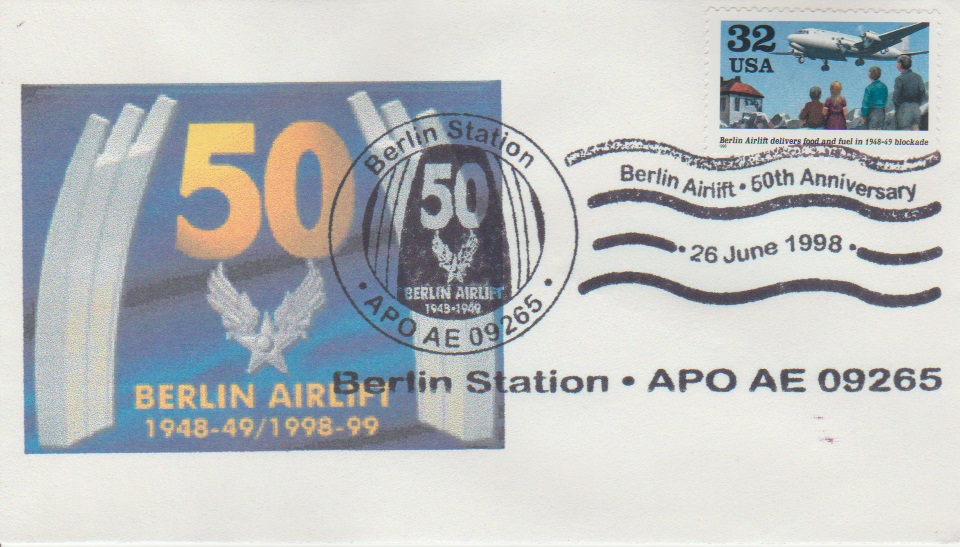 32
USA
Berlin Airlift delivers food and fuel in 1948-49 blockade
50
BERLIN AIRLIFT
1948-49/1998-99
Berlin Station
50
BERLIN AIRLIFT
1948•1949
• APO AE 09265 •
Berlin Airlift • 50th Anniversary
• 26 June 1998 •
Berlin Station • APO AE 09265